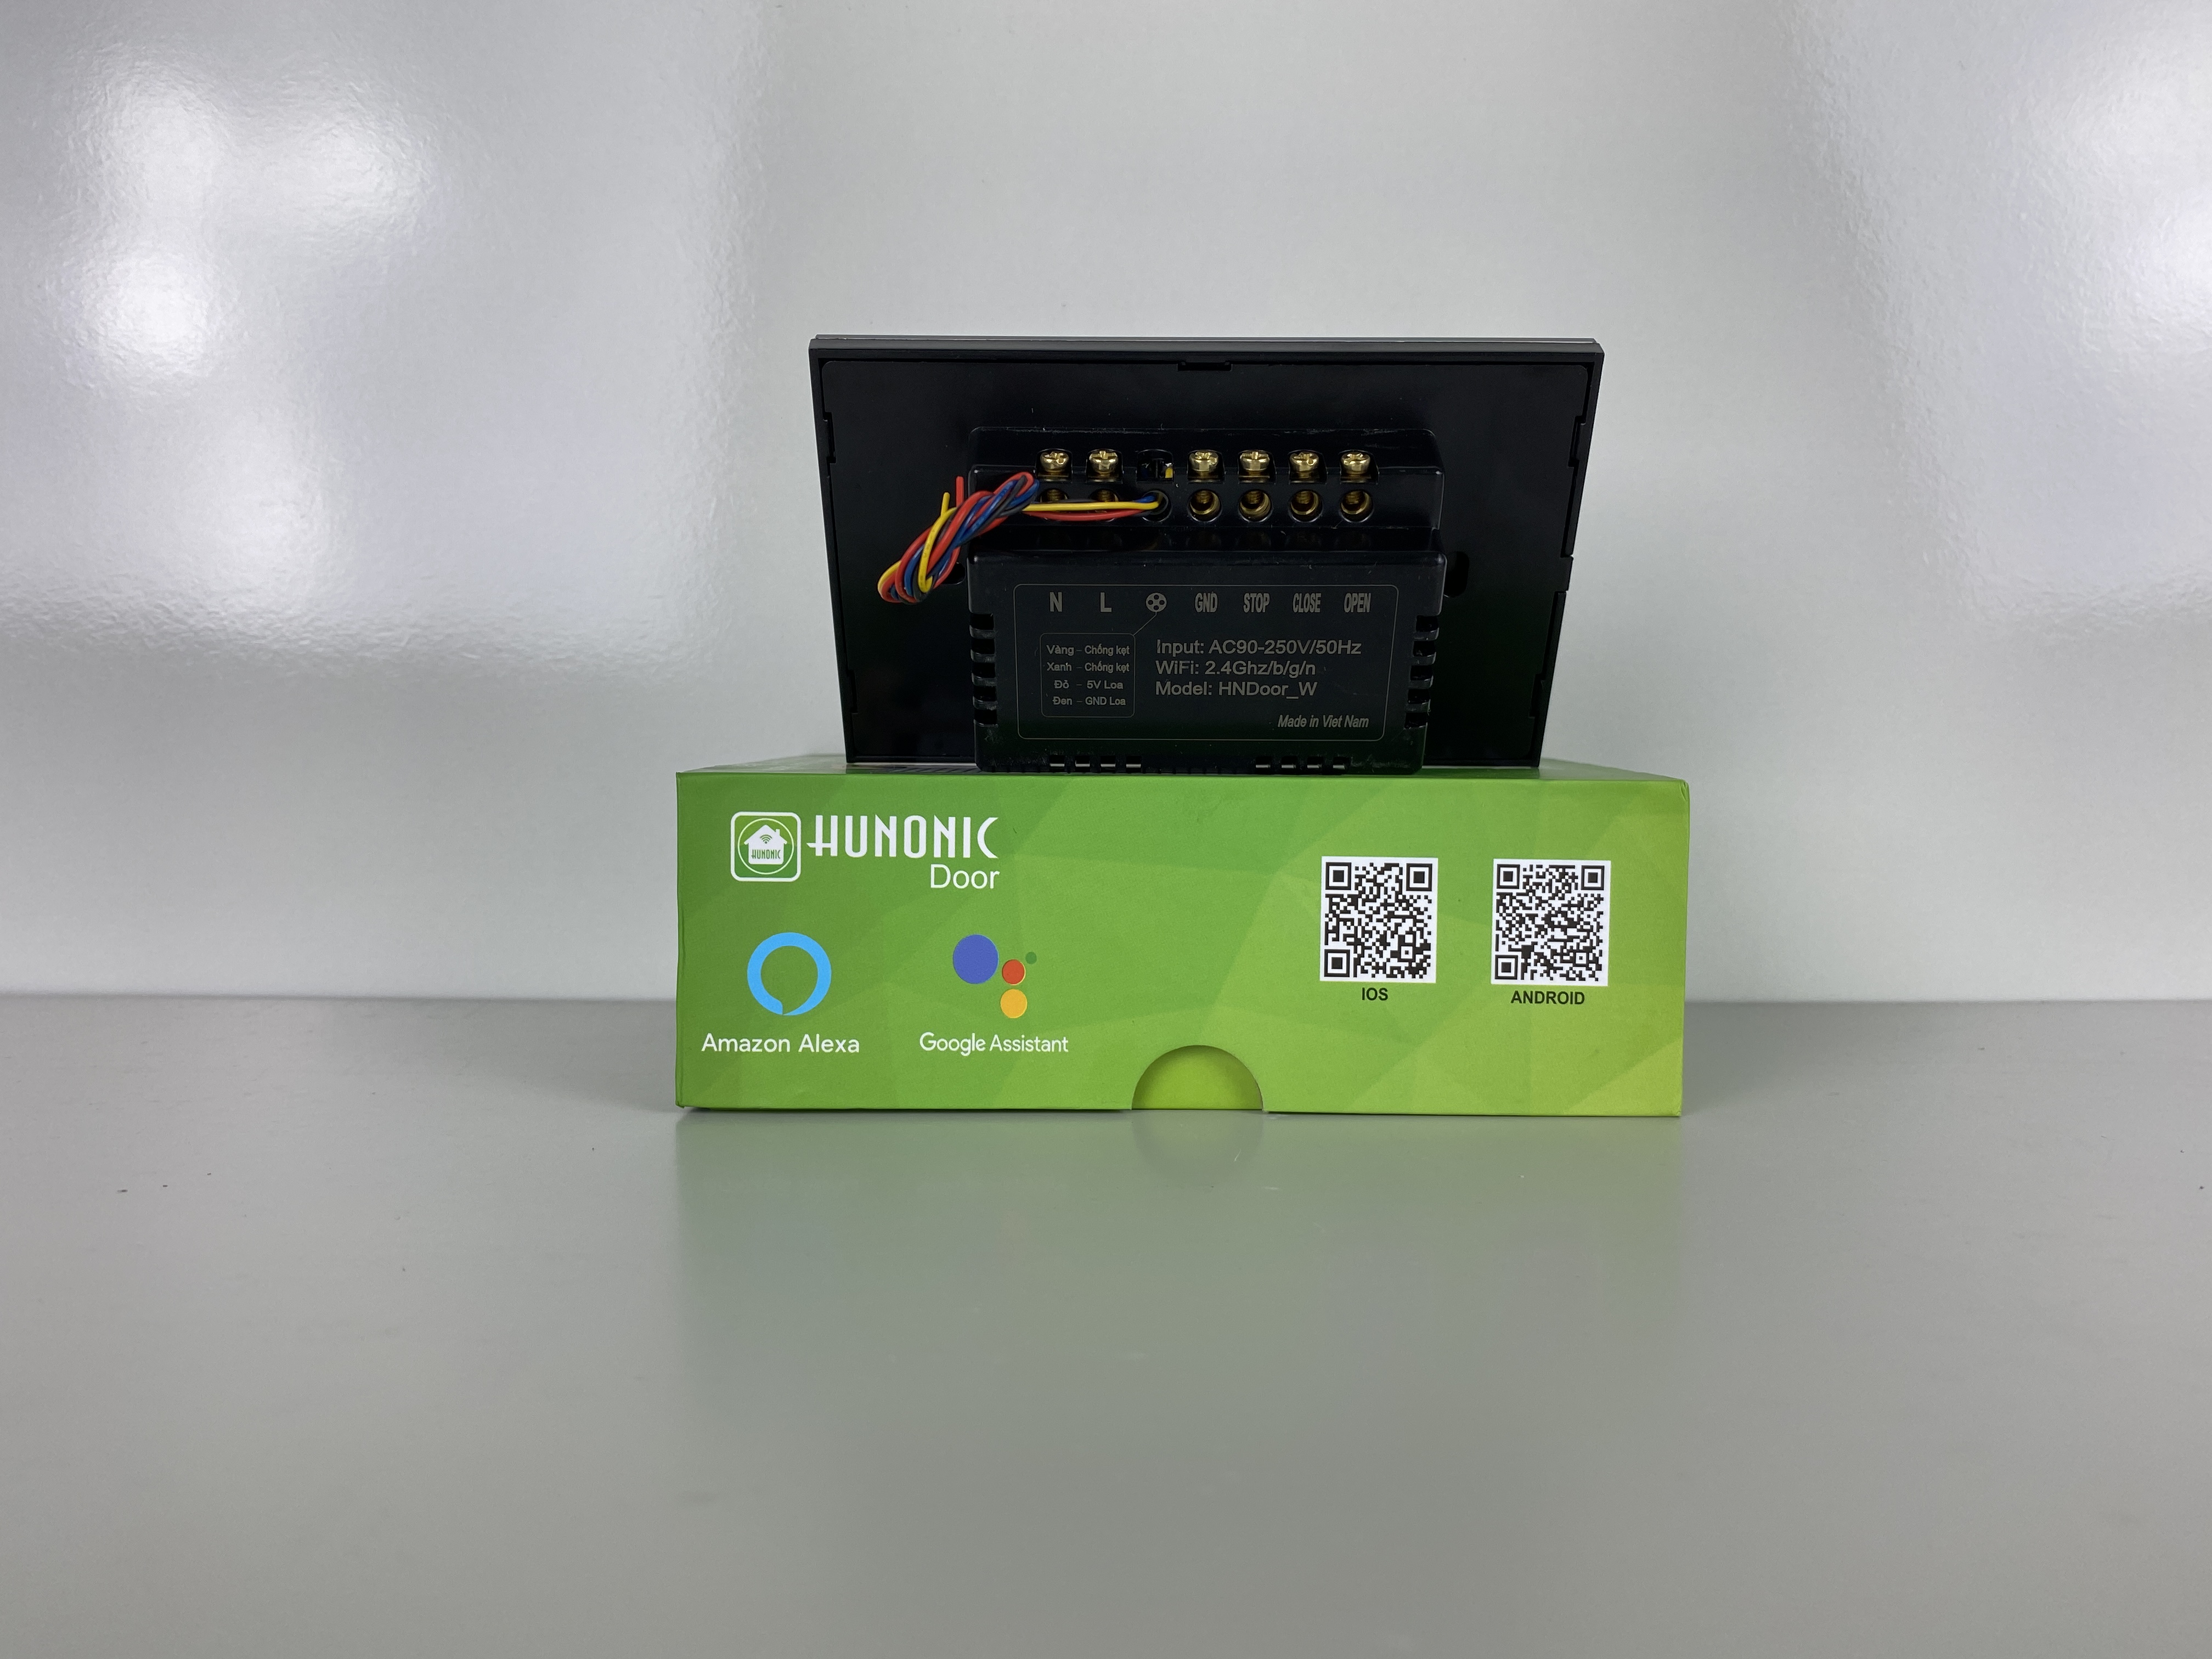 N L GND STOP CLOSE OPEN
Vàng - Chống kẹt
Xanh - Chống kẹt
Đỏ - 5V Loa
Đen - GND Loa
Input: AC90-250V/50Hz
WiFi: 2.4Ghz/b/g/n
Model: HNDoor_W
Made in Viet Nam
HUNONIC
HUNONIC
Door
Amazon Alexa
Google Assistant
IOS
ANDROID